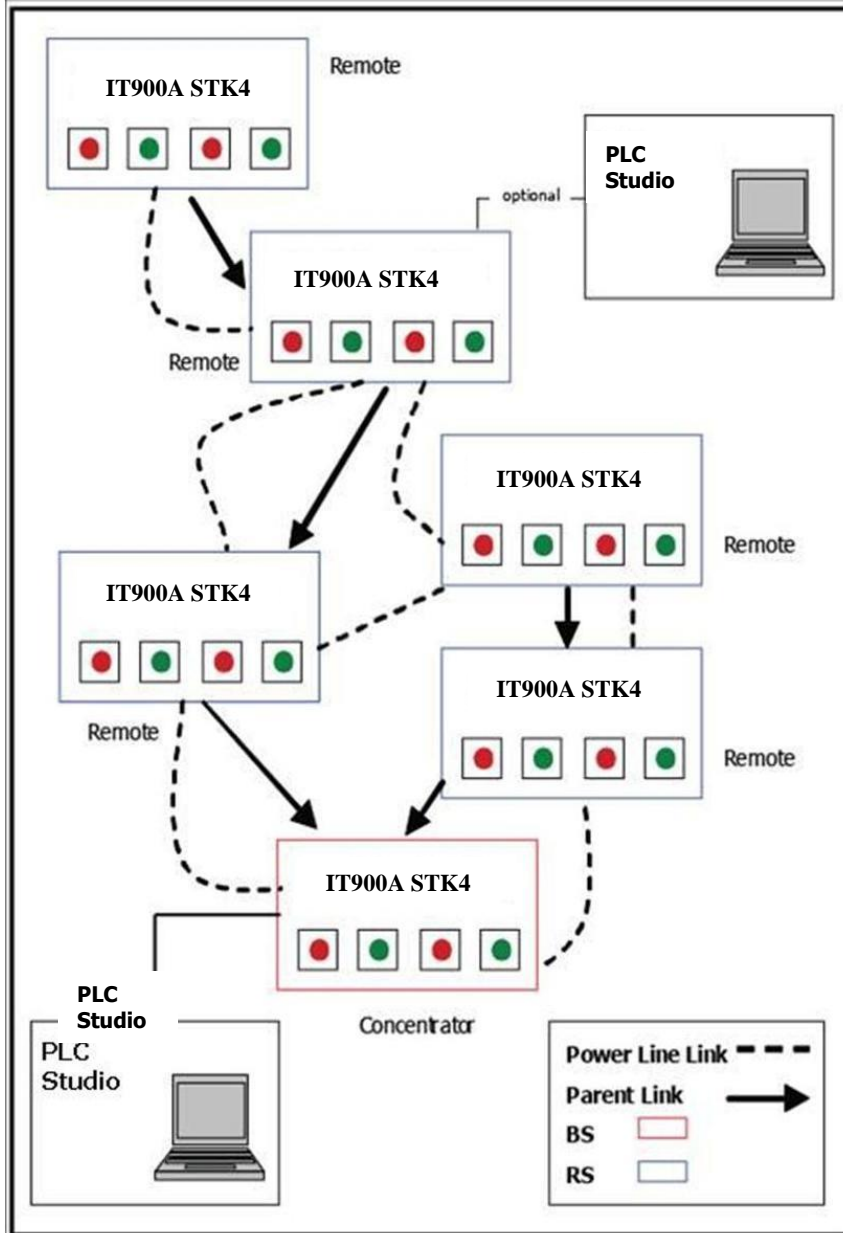 IT900A STK4
Remote
PLC
Studio
optional
IT900A STK4
Remote
IT900A STK4
Remote
IT900A STK4
Remote
IT900A STK4
Remote
IT900A STK4
Concentrator
PLC
Studio
PLC
Studio
Power Line Link
Parent Link
BS
RS